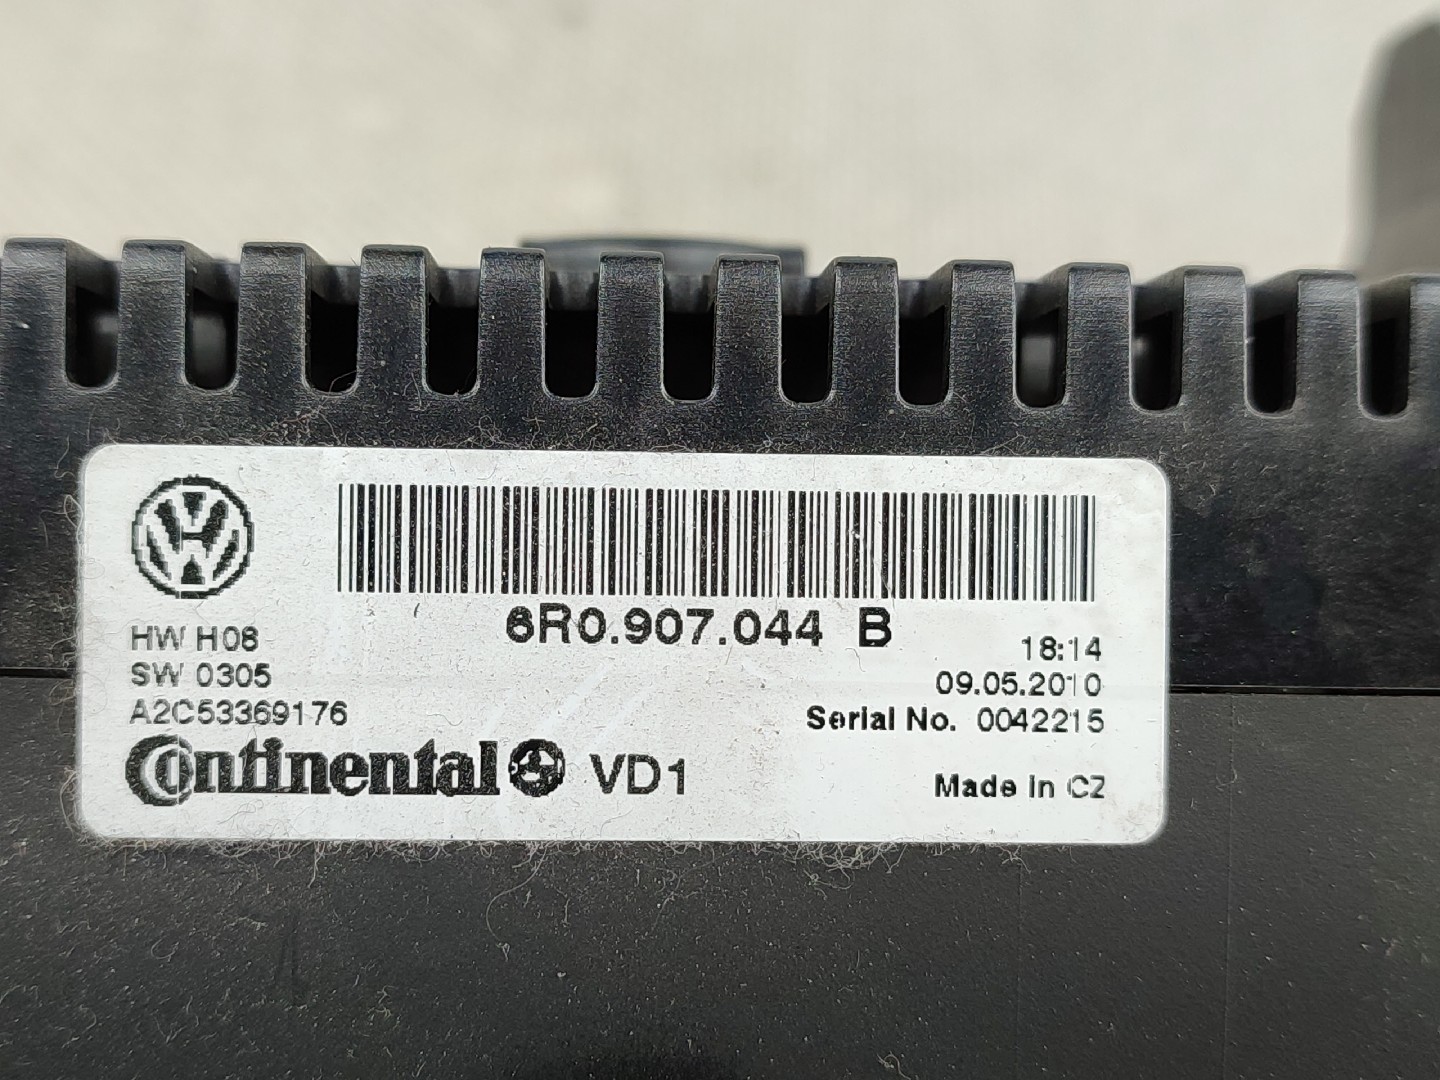 6R0.907.044 B
HW H08
SW 0305
A2C53369176
18:14
09.05.2010
Serial No. 0042215
Continental VD1
Made in CZ